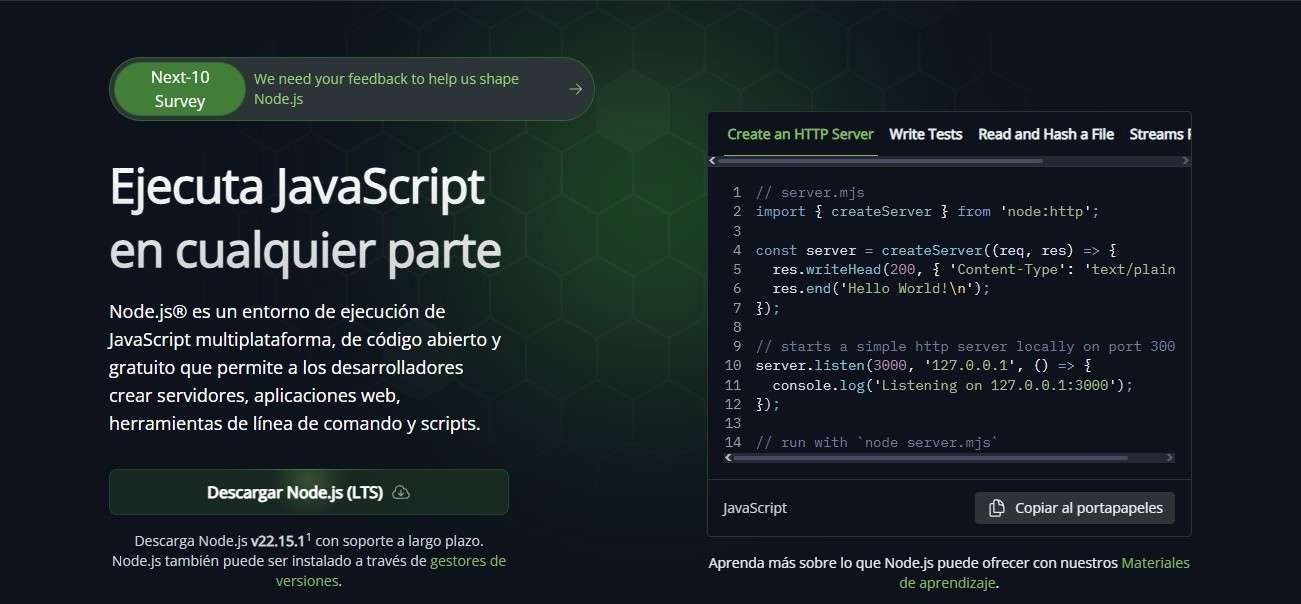 Next-10
Survey
We need your feedback to help us shape
Node.js
Ejecuta JavaScript
en cualquier parte
Node.js® es un entorno de ejecución de
JavaScript multiplataforma, de código abierto y
gratuito que permite a los desarrolladores
crear servidores, aplicaciones web,
herramientas de línea de comando y scripts.
Descargar Node.js (LTS)
Descarga Node.js v22.15.1¹ con soporte a largo plazo.
Node.js también puede ser instalado a través de gestores de
versiones.
Create an HTTP Server Write Tests Read and Hash a File Streams
1 // server.mjs
2 import { createServer } from 'node:http';
3
4 const server = createServer((req, res) => {
5 res.writeHead(200, { 'Content-Type': 'text/plain
6 res.end('Hello World!\n');
7 });
8
9 // starts a simple http server locally on port 300
10 server.listen(3000, '127.0.0.1', () => {
11 console.log('Listening on 127.0.0.1:3000');
12 });
13
14 // run with `node server.mjs`
JavaScript
Copiar al portapapeles
Aprenda más sobre lo que Node.js puede ofrecer con nuestros Materiales
de aprendizaje.